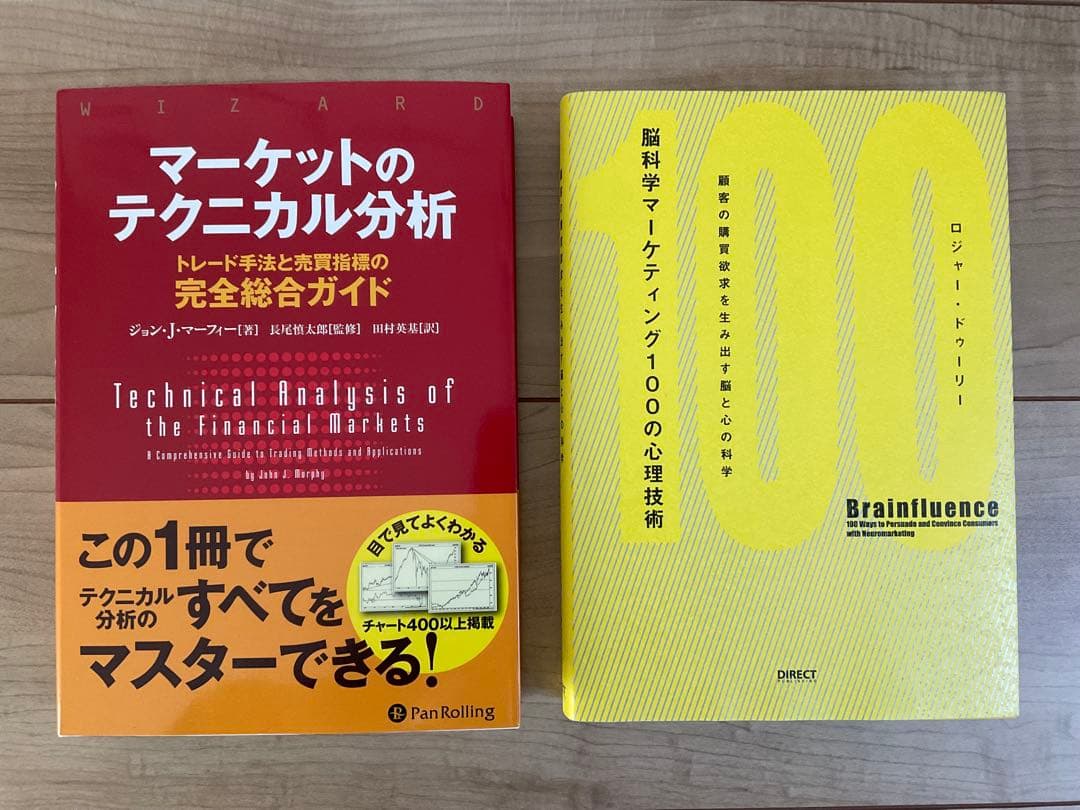 WIZARD
マーケットの
テクニカル分析
トレード手法と売買指標の
完全総合ガイド
ジョン・J・マーフィー[著] 長尾慎太郎[監修] 田村英基[訳]
Technical Analysis of
the Financial Markets
A Comprehensive Guide to Trading Methods and Applications
by John J. Murphy
この1冊で
テクニカル
分析の
すべてを
マスターできる!
目で見てよくわかる
チャート400以上掲載
PanRolling
100
脳科学マーケティング100の心理技術
顧客の購買欲求を生み出す脳と心の科学
ロジャー・ドゥーリー
Brainfluence
100 Ways to Persuade and Convince Consumers
with Neuromarketing
DIRECT
PUBLISHING